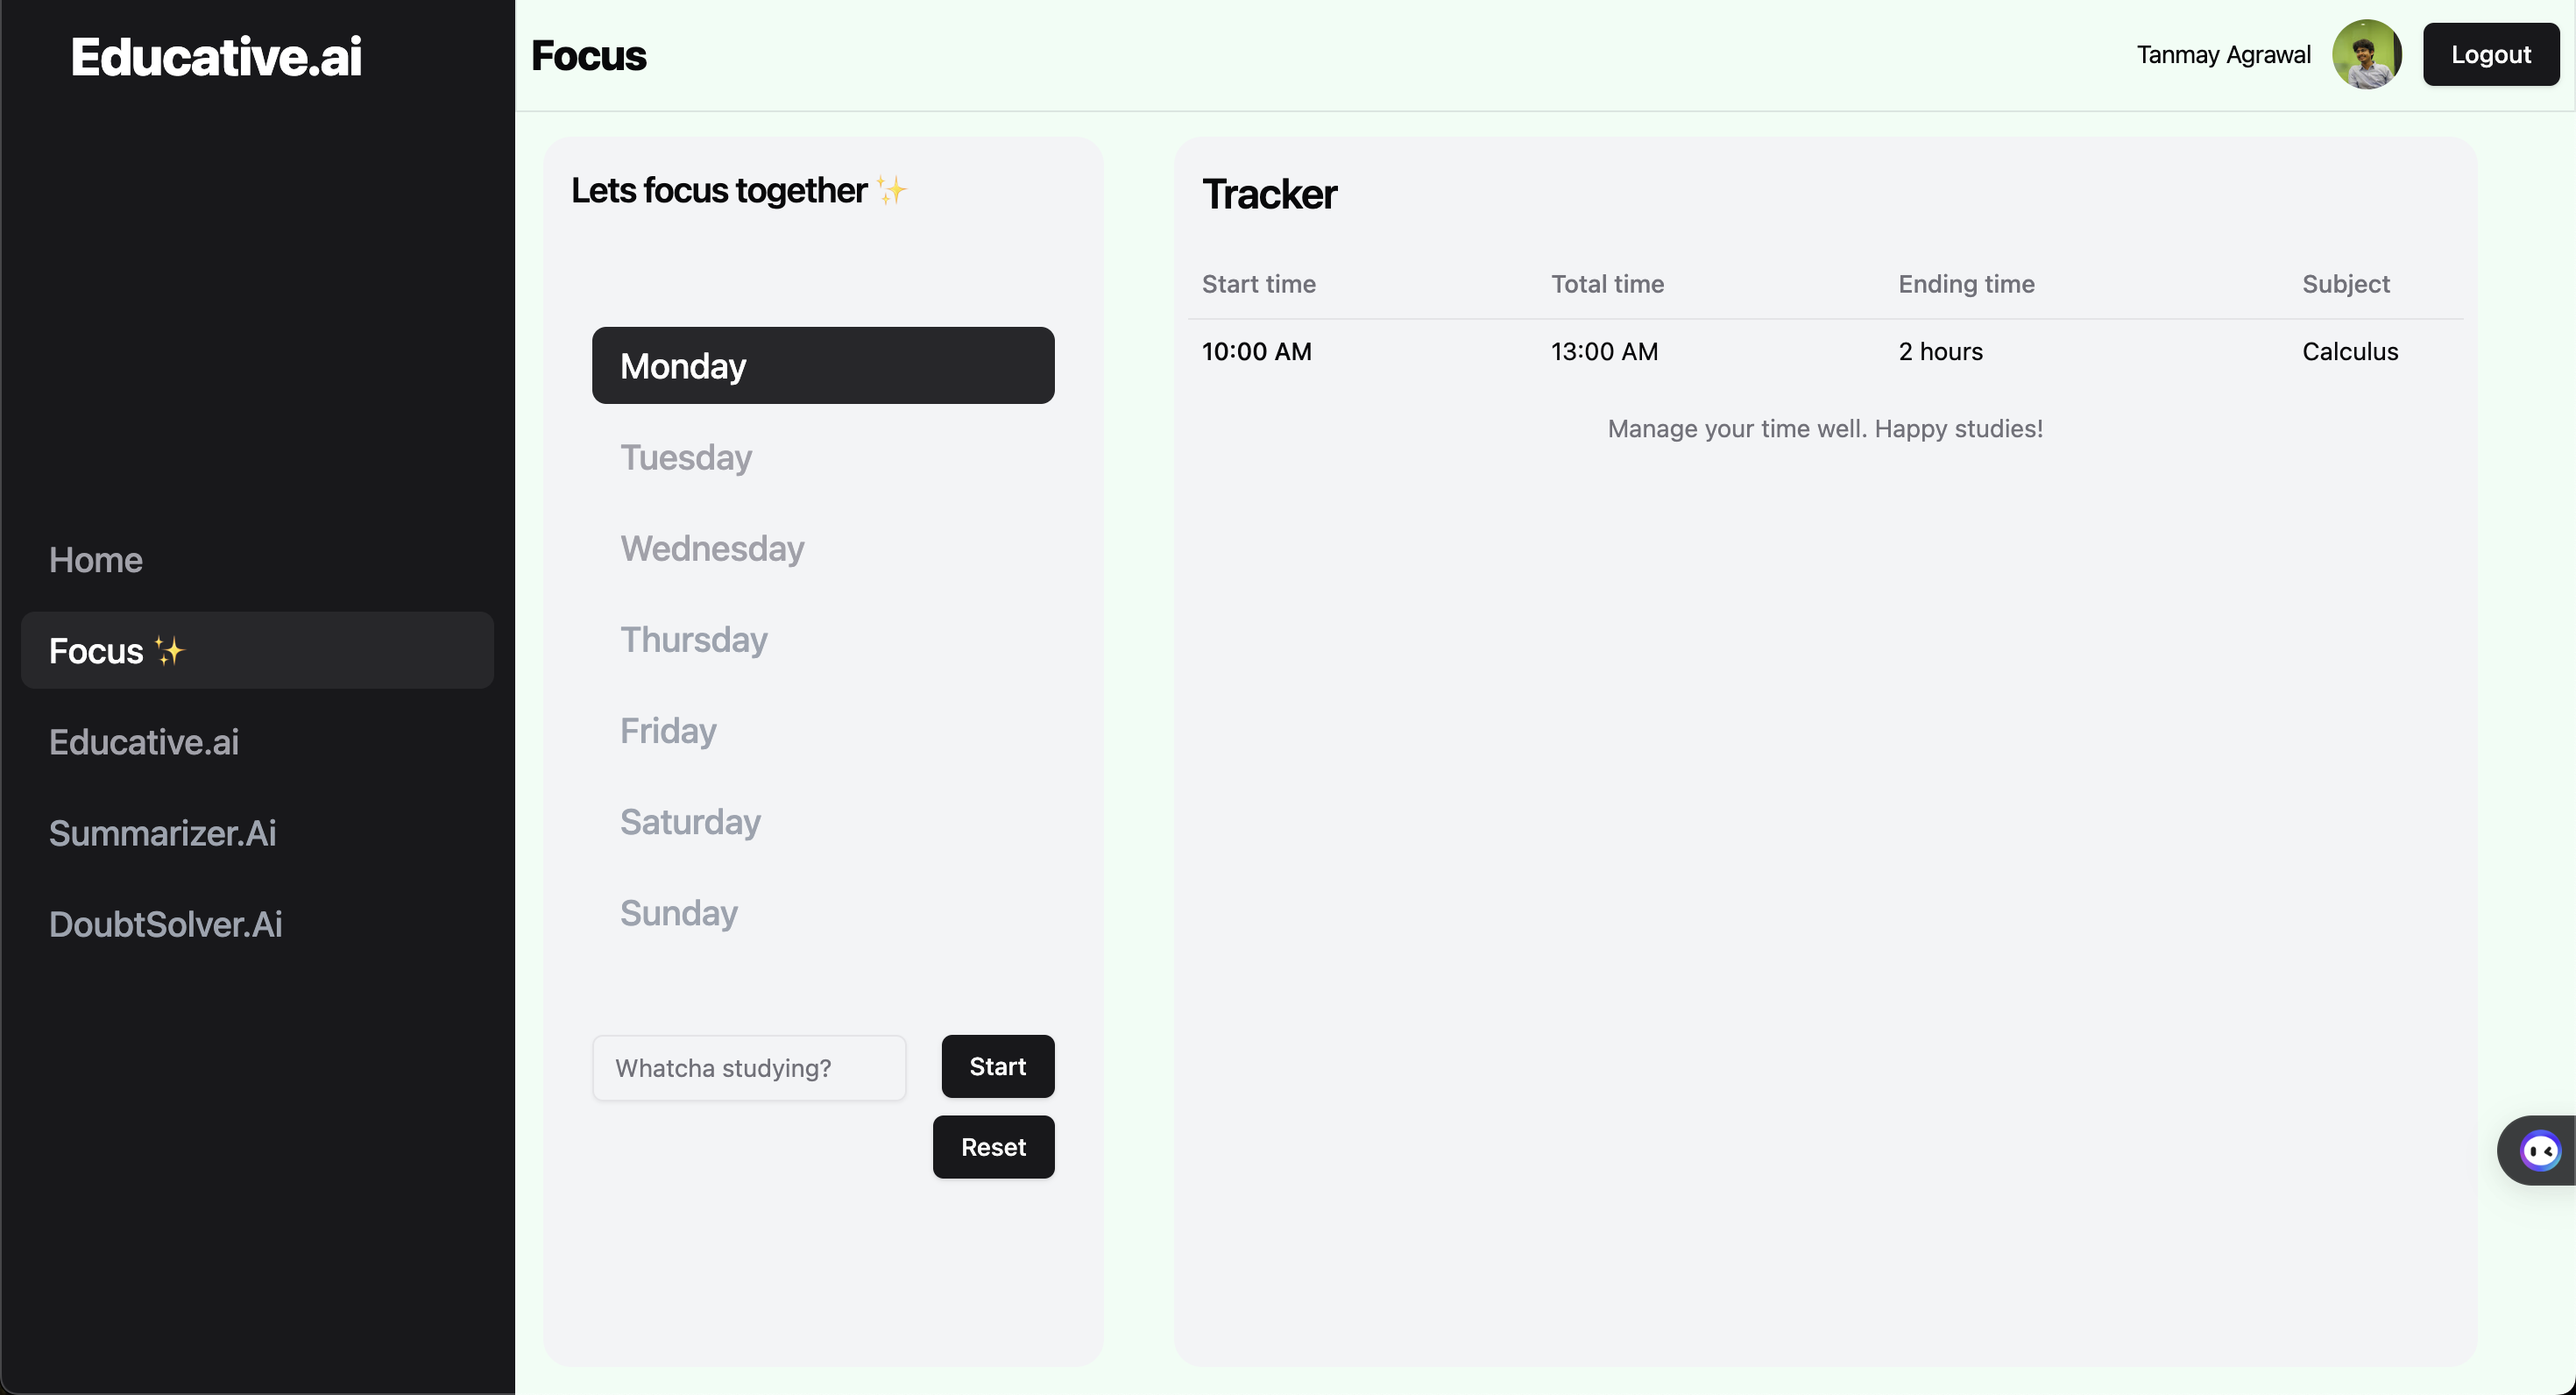 Educative.ai
Home
Focus ✨
Educative.ai
Summarizer.Ai
DoubtSolver.Ai
Focus
Tanmay Agrawal
Logout
Lets focus together ✨
Monday
Tuesday
Wednesday
Thursday
Friday
Saturday
Sunday
Whatcha studying?
Start
Reset
Tracker
Start time Total time Ending time Subject
10:00 AM 13:00 AM 2 hours Calculus
Manage your time well. Happy studies!